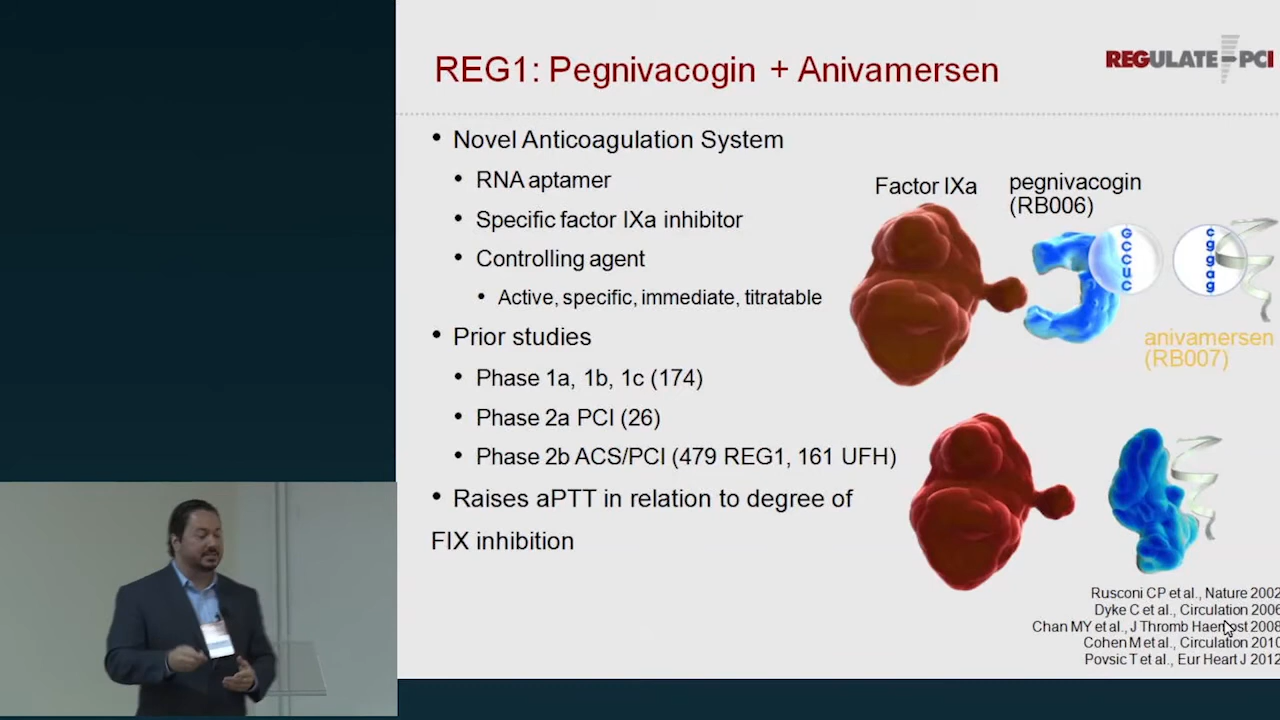 REG1: Pegnivacogin + Anivamersen
REGULATE PCI
• Novel Anticoagulation System
• RNA aptamer
• Specific factor IXa inhibitor
• Controlling agent
• Active, specific, immediate, titratable
• Prior studies
• Phase 1a, 1b, 1c (174)
• Phase 2a PCI (26)
• Phase 2b ACS/PCI (479 REG1, 161 UFH)
• Raises aPTT in relation to degree of
FIX inhibition
Factor IXa
pegnivacogin
(RB006)
G
C
C
U
C
c
g
g
a
g
anivamersen
(RB007)
Rusconi CP et al., Nature 2002
Dyke C et al., Circulation 2006
Chan MY et al., J Thromb Haemost 2008
Cohen M et al., Circulation 2010
Povsic T et al., Eur Heart J 2012